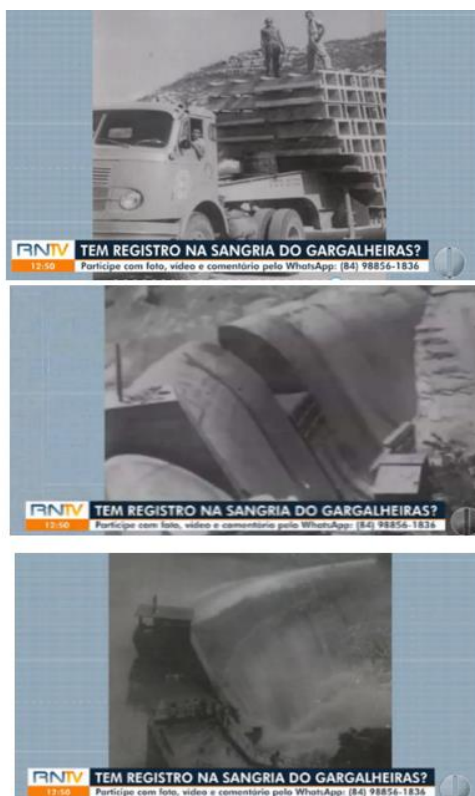 RNTV TEM REGISTRO NA SANGRIA DO GARGALHEIRAS?
12:50 Participe com foto, vídeo e comentário pelo WhatsApp: (84) 98856-1836
RNTV TEM REGISTRO NA SANGRIA DO GARGALHEIRAS?
12:50 Participe com foto, vídeo e comentário pelo WhatsApp: (84) 98856-1836
RNTV TEM REGISTRO NA SANGRIA DO GARGALHEIRAS?
12:50 Participe com foto, vídeo e comentário pelo WhatsApp: (84) 98856-1836